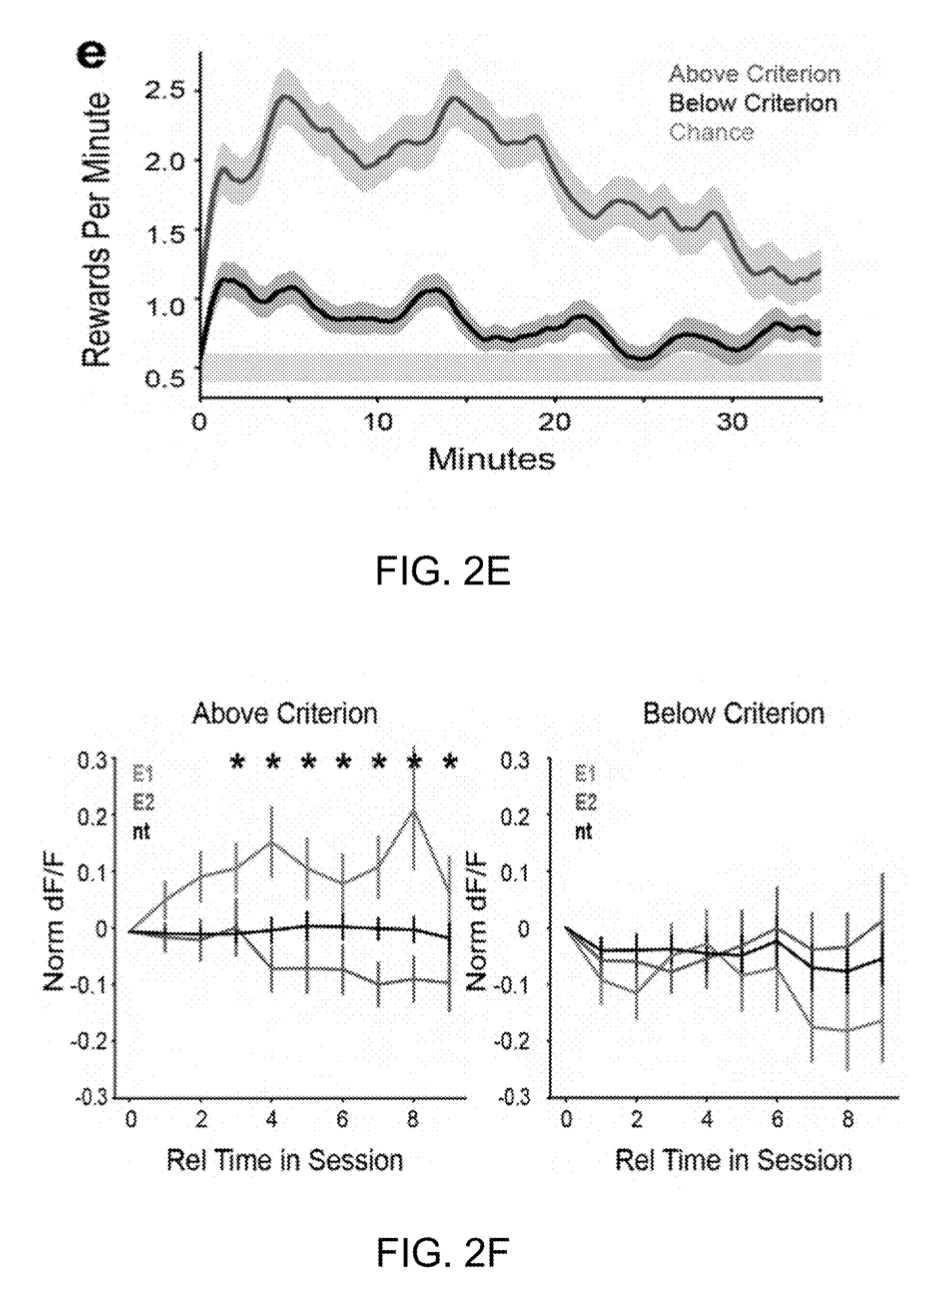 e
Rewards Per Minute
2.5
2.0
1.5
1.0
0.5
Above Criterion
Below Criterion
Chance
0 10 20 30
Minutes
FIG. 2E
Above Criterion
Norm dF/F
0.3
0.2
0.1
0
-0.1
-0.2
-0.3
E1
E2
nt
* * * * * * *
0 2 4 6 8
Rel Time in Session
Below Criterion
Norm dF/F
0.3
0.2
0.1
0
-0.1
-0.2
-0.3
E1
E2
nt
0 2 4 6 8
Rel Time in Session
FIG. 2F